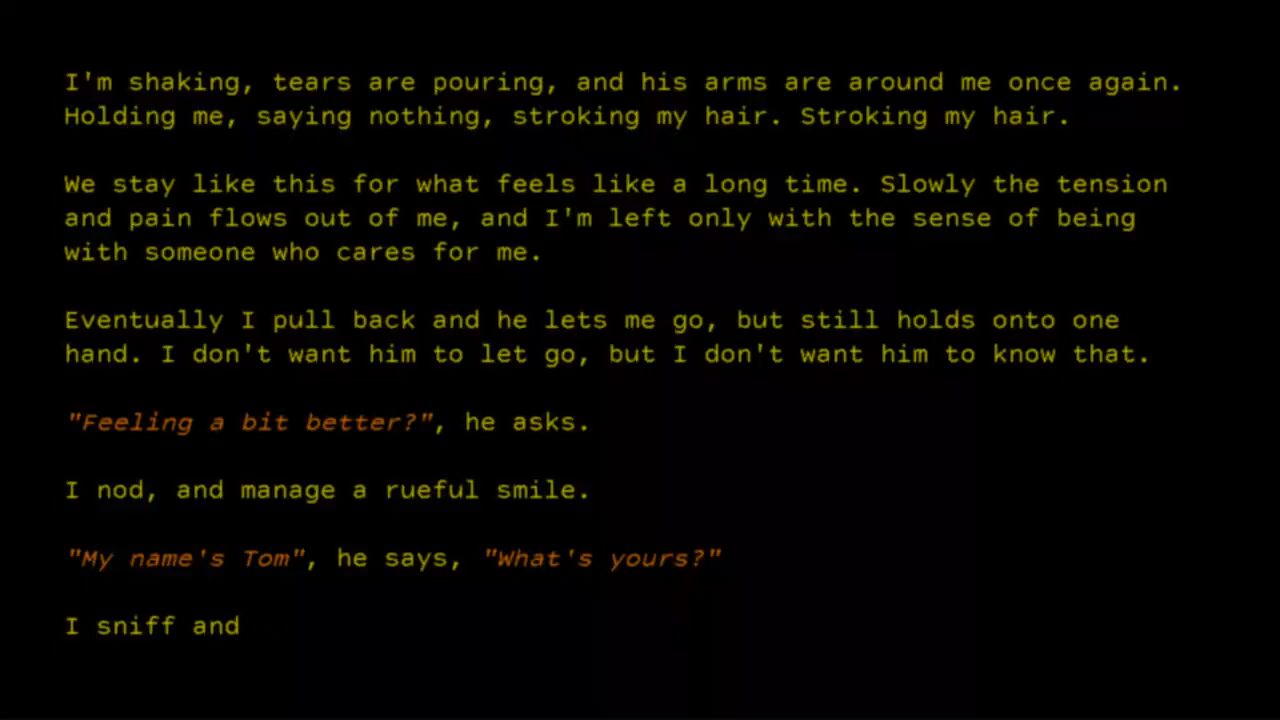 I'm shaking, tears are pouring, and his arms are around me once again.
Holding me, saying nothing, stroking my hair. Stroking my hair.
We stay like this for what feels like a long time. Slowly the tension
and pain flows out of me, and I'm left only with the sense of being
with someone who cares for me.
Eventually I pull back and he lets me go, but still holds onto one
hand. I don't want him to let go, but I don't want him to know that.
"Feeling a bit better?", he asks.
I nod, and manage a rueful smile.
"My name's Tom", he says, "What's yours?"
I sniff and